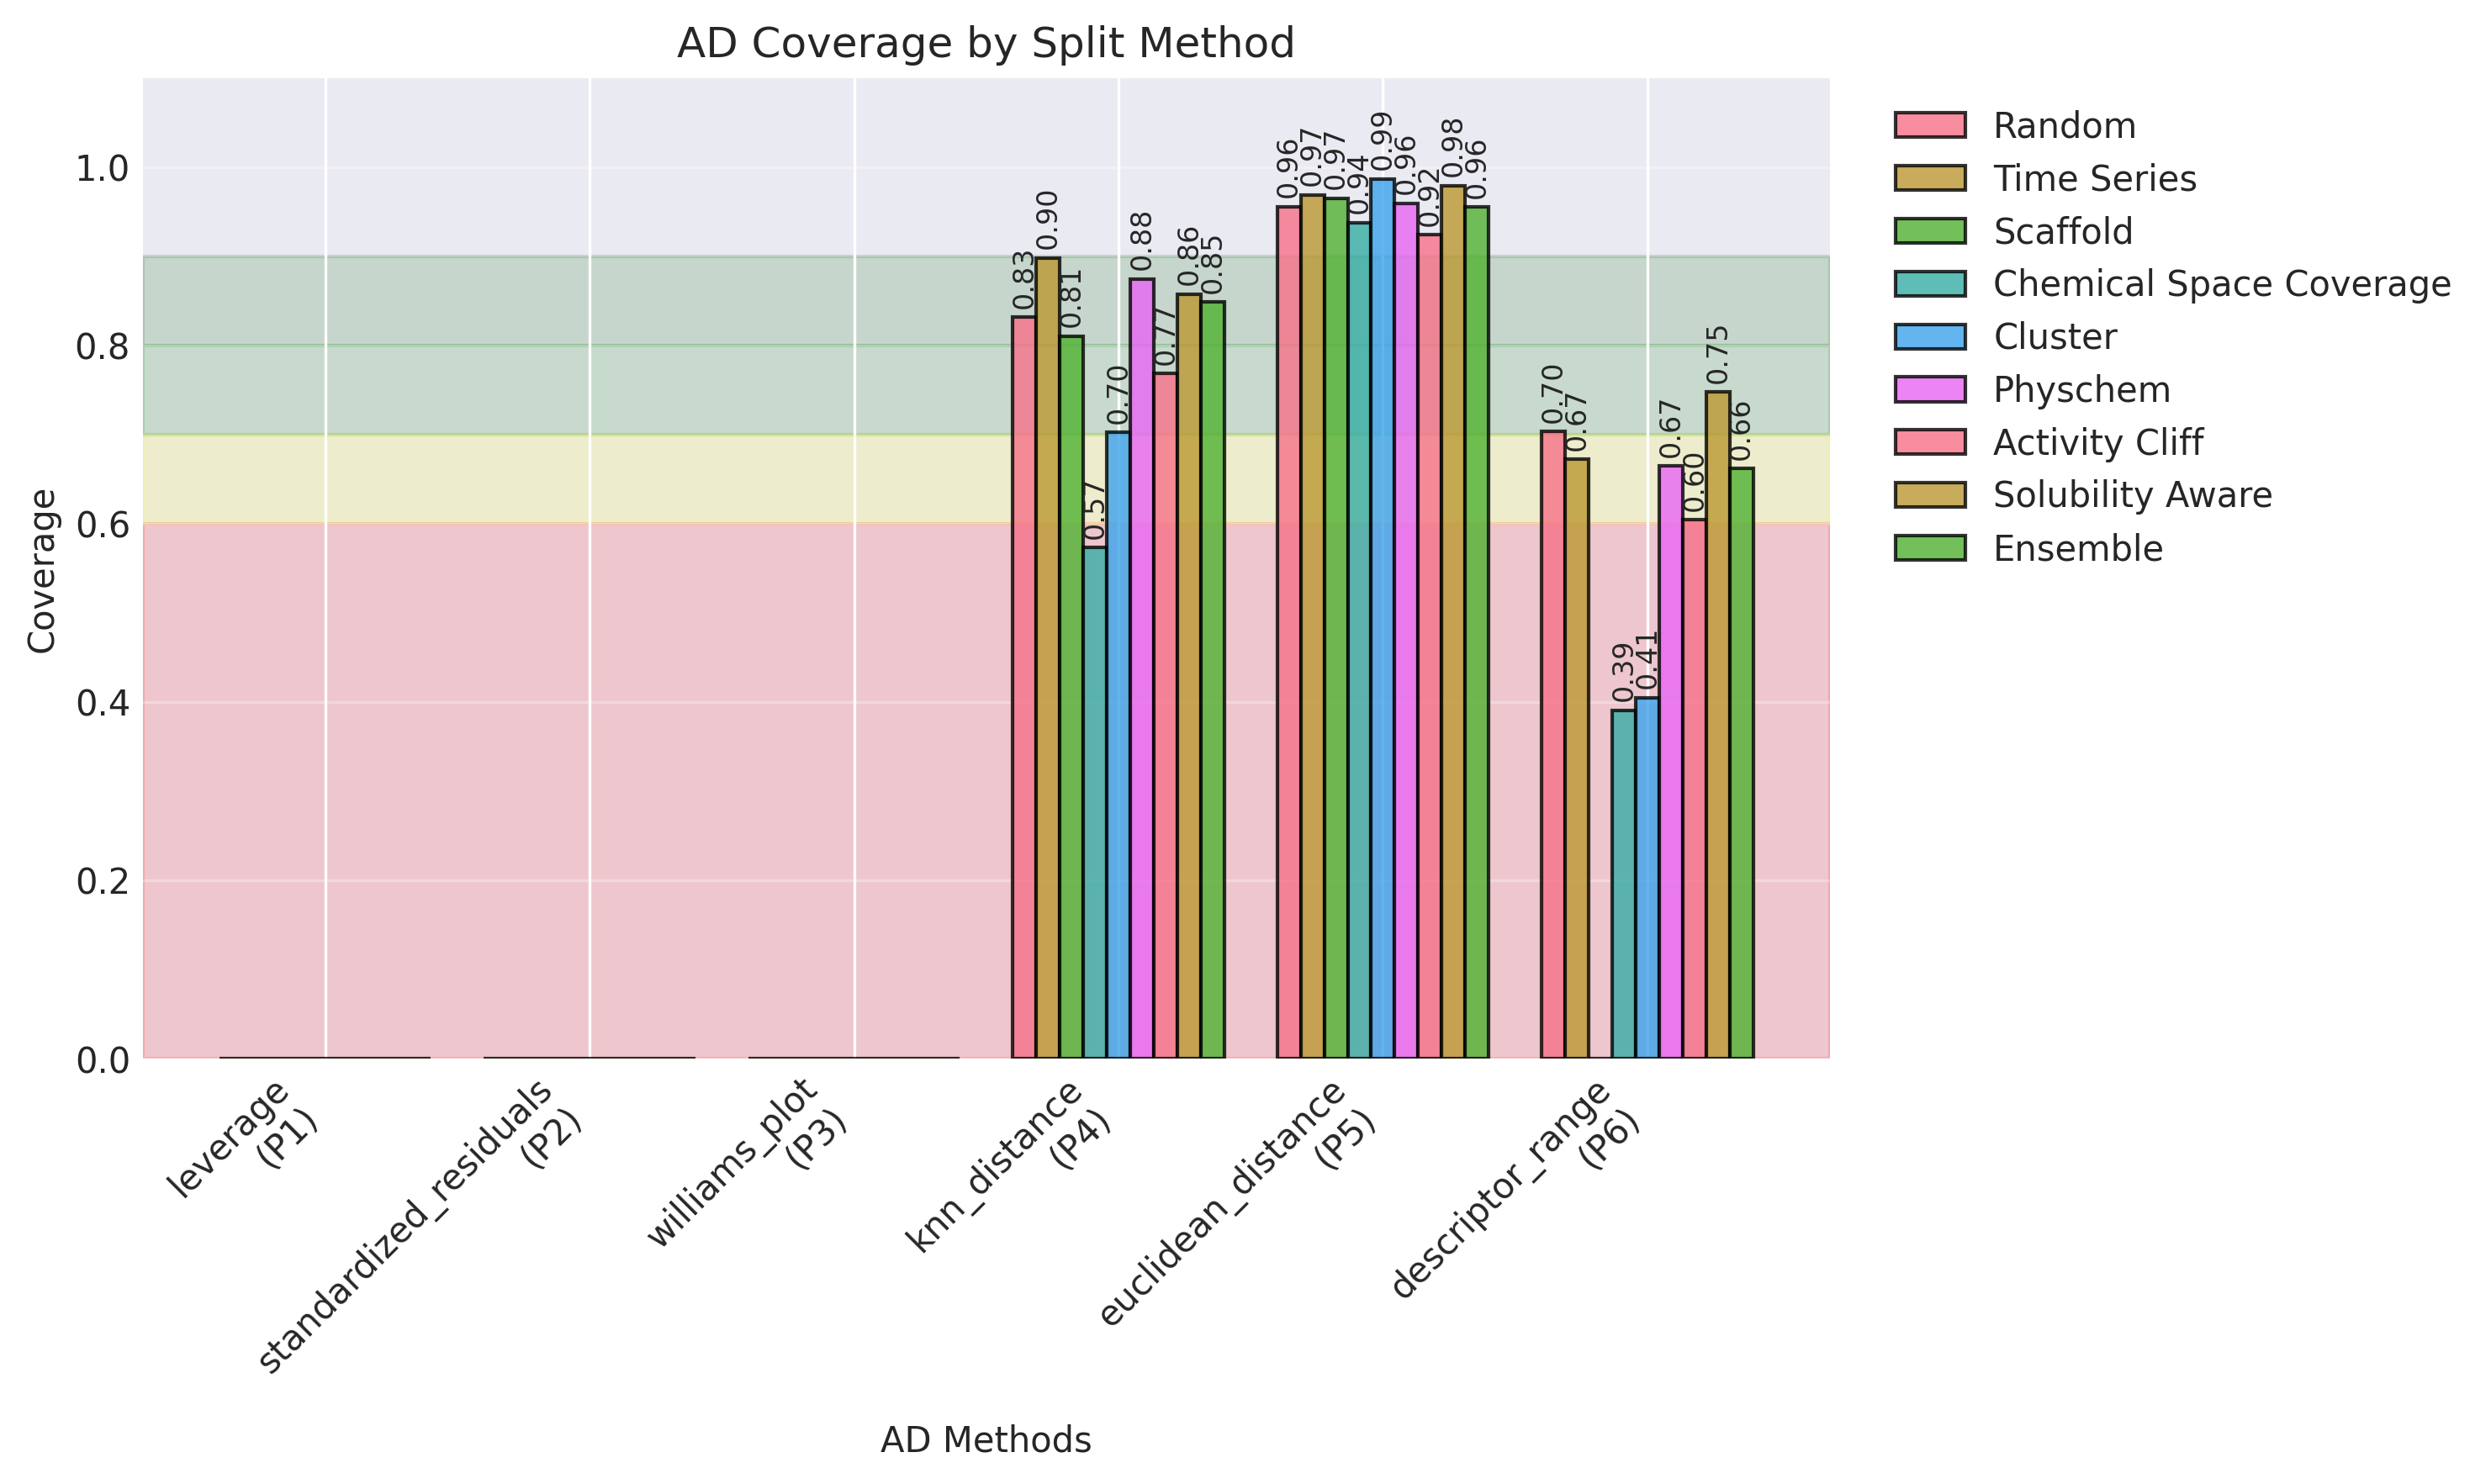 AD Coverage by Split Method
Coverage
1.0
0.8
0.6
0.4
0.2
0.0
0.83
0.90
0.81
0.57
0.70
0.88
0.77
0.86
0.85
0.96
0.97
0.97
0.94
0.99
0.96
0.92
0.98
0.96
0.70
0.67
0.39
0.41
0.67
0.60
0.75
0.66
leverage
(P1)
standardized_residuals
(P2)
williams_plot
(P3)
knn_distance
(P4)
euclidean_distance
(P5)
descriptor_range
(P6)
AD Methods
Random
Time Series
Scaffold
Chemical Space Coverage
Cluster
Physchem
Activity Cliff
Solubility Aware
Ensemble